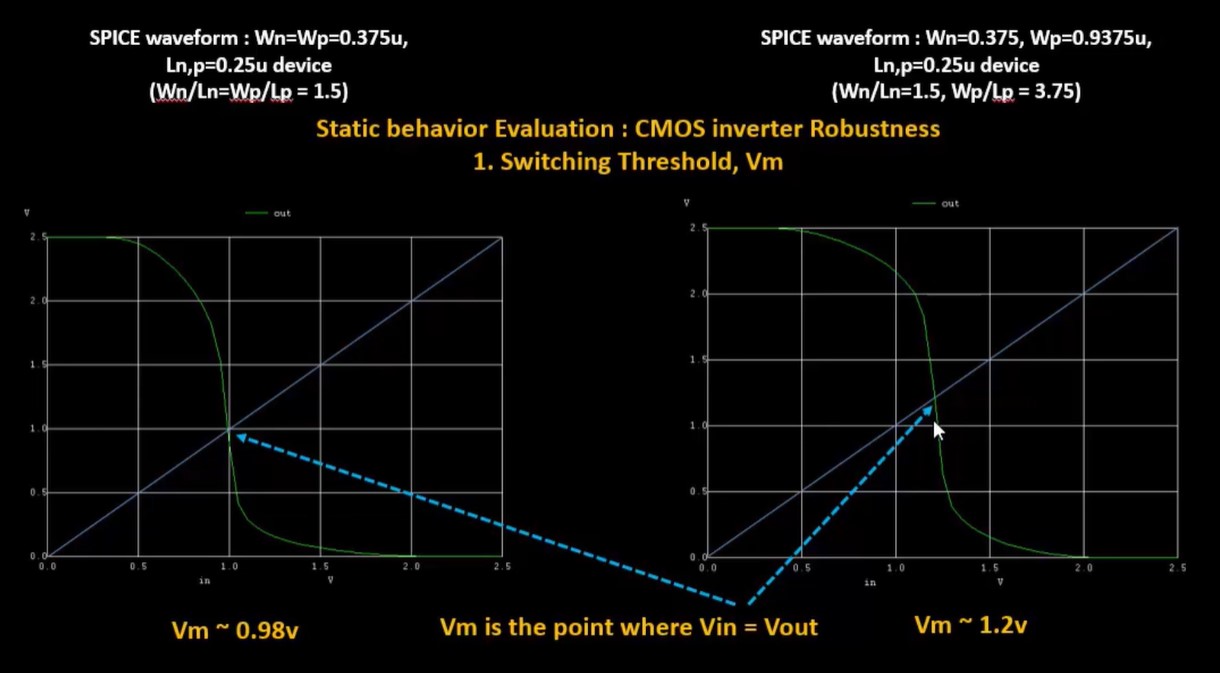 SPICE waveform : Wn=Wp=0.375u,
Ln,p=0.25u device
(Wn/Ln=Wp/Lp = 1.5)
SPICE waveform : Wn=0.375, Wp=0.9375u,
Ln,p=0.25u device
(Wn/Ln=1.5, Wp/Lp = 3.75)
Static behavior Evaluation : CMOS inverter Robustness
1. Switching Threshold, Vm
V
out
2.5
2.0
1.5
1.0
0.5
0.0
0.0 0.5 1.0 1.5 2.0 2.5
in V
V
out
2.5
2.0
1.5
1.0
0.5
0.0
0.0 0.5 1.0 1.5 2.0 2.5
in V
Vm ~ 0.98v
Vm is the point where Vin = Vout
Vm ~ 1.2v